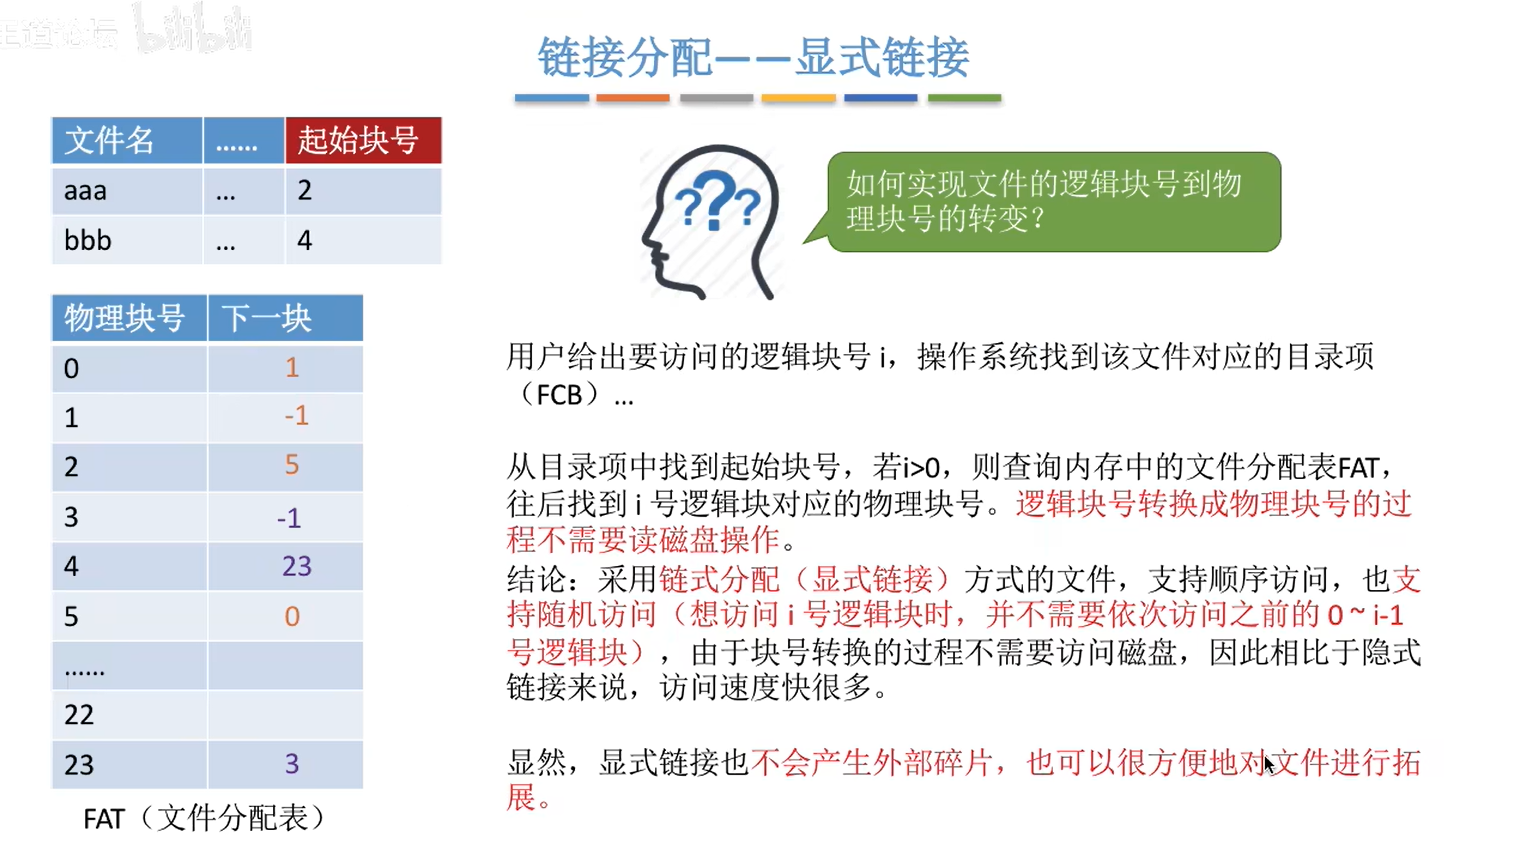 王道论坛 bilibili
链接分配——显式链接
文件名 …… 起始块号
aaa … 2
bbb … 4
???
如何实现文件的逻辑块号到物
理块号的转变?
物理块号 下一块
0 1
1 -1
2 5
3 -1
4 23
5 0
……
22
23 3
FAT（文件分配表）
用户给出要访问的逻辑块号 i，操作系统找到该文件对应的目录项
（FCB）…
从目录项中找到起始块号，若i>0，则查询内存中的文件分配表FAT，
往后找到 i 号逻辑块对应的物理块号。逻辑块号转换成物理块号的过
程不需要读磁盘操作。
结论：采用链式分配（显式链接）方式的文件，支持顺序访问，也支
持随机访问（想访问 i 号逻辑块时，并不需要依次访问之前的 0 ~ i-1
号逻辑块），由于块号转换的过程不需要访问磁盘，因此相比于隐式
链接来说，访问速度快很多。
显然，显式链接也不会产生外部碎片，也可以很方便地对文件进行拓
展。